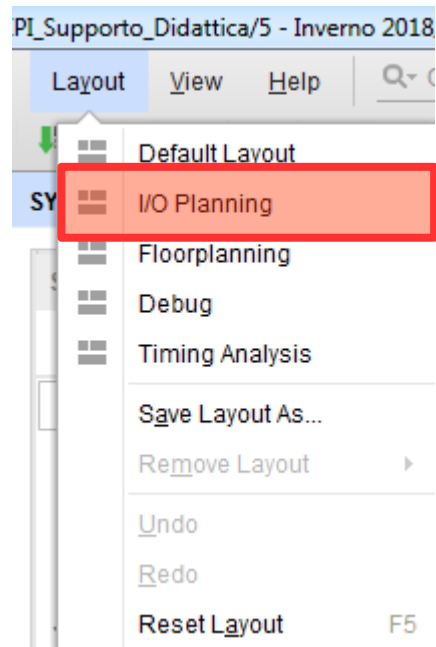 PI_Supporto_Didattica/5 - Inverno 2018
Layout View Help
Default Layout
SY I/O Planning
Floorplanning
Debug
Timing Analysis
Save Layout As...
Remove Layout
Undo
Redo
Reset Layout F5